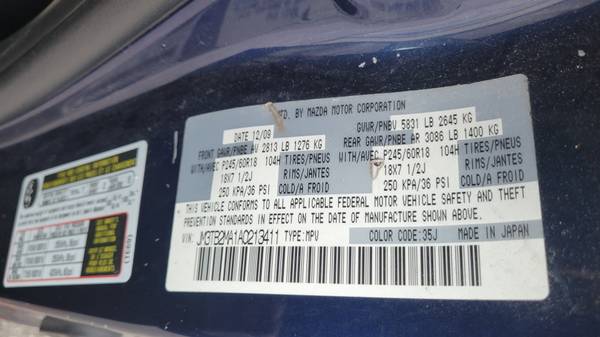 MFD. BY MAZDA MOTOR CORPORATION
DATE 12/09 GVWR/PNBV 5831 LB 2645 KG
FRONT GAWR/PNBE AV 2813 LB 1276 KG REAR GAWR/PNBE AR 3086 LB 1400 KG
WITH/AVEC P245/60R18 104H TIRES/PNEUS WITH/AVEC P245/60R18 104H TIRES/PNEUS
18X7 1/2J RIMS/JANTES 18X7 1/2J RIMS/JANTES
250 KPA/36 PSI COLD/A FROID 250 KPA/36 PSI COLD/A FROID
THIS VEHICLE CONFORMS TO ALL APPLICABLE FEDERAL MOTOR VEHICLE SAFETY AND THEFT
PREVENTION STANDARDS IN EFFECT ON THE DATE OF MANUFACTURE SHOWN ABOVE.
VIN: JM3TB2MA1A0213411 TYPE:MPV COLOR CODE:35J MADE IN JAPAN